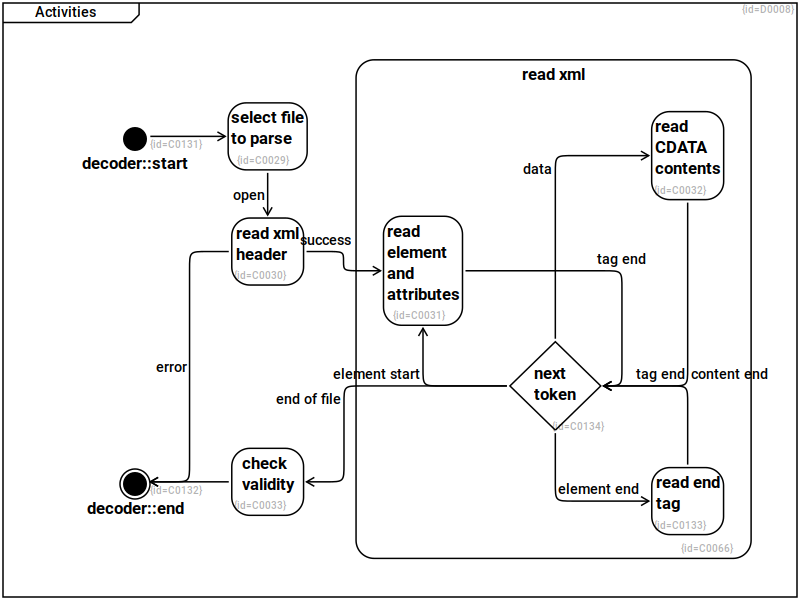 Activities
{id=D0008}
read xml
select file
to parse
{id=C0029}
{id=C0131}
decoder::start
read
CDATA
contents
{id=C0032}
data
open
read xml
header
{id=C0030}
success
read
element
and
attributes
{id=C0031}
tag end
error
element start
end of file
next
token
{id=C0134}
tag end
content end
check
validity
{id=C0033}
{id=C0132}
decoder::end
element end
read end
tag
{id=C0133}
{id=C0066}